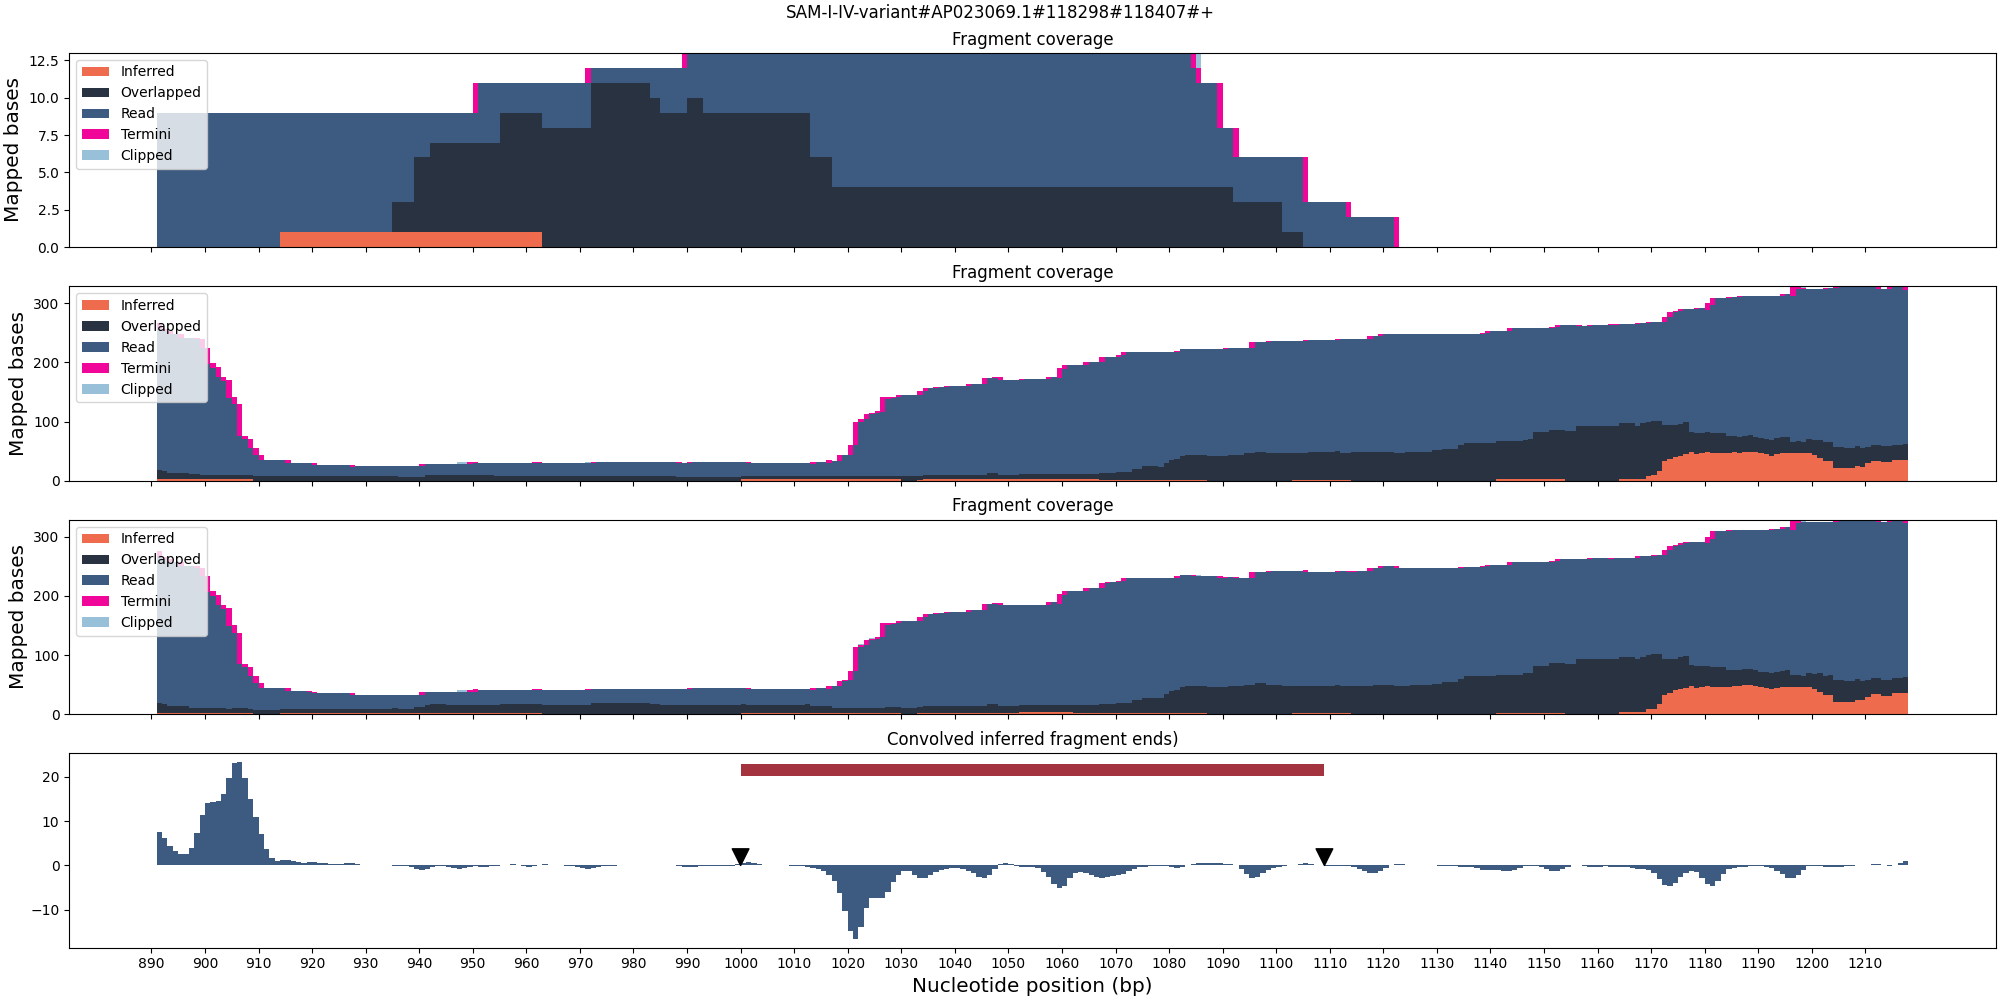 SAM-I-IV-variant#AP023069.1#118298#118407#+
Fragment coverage
12.5
10.0
7.5
5.0
2.5
0.0
Mapped bases
Inferred
Overlapped
Read
Termini
Clipped
Fragment coverage
300
200
100
0
Mapped bases
Inferred
Overlapped
Read
Termini
Clipped
Fragment coverage
300
200
100
0
Mapped bases
Inferred
Overlapped
Read
Termini
Clipped
Convolved inferred fragment ends)
20
10
0
−10
890 900 910 920 930 940 950 960 970 980 990 1000 1010 1020 1030 1040 1050 1060 1070 1080 1090 1100 1110 1120 1130 1140 1150 1160 1170 1180 1190 1200 1210
Nucleotide position (bp)